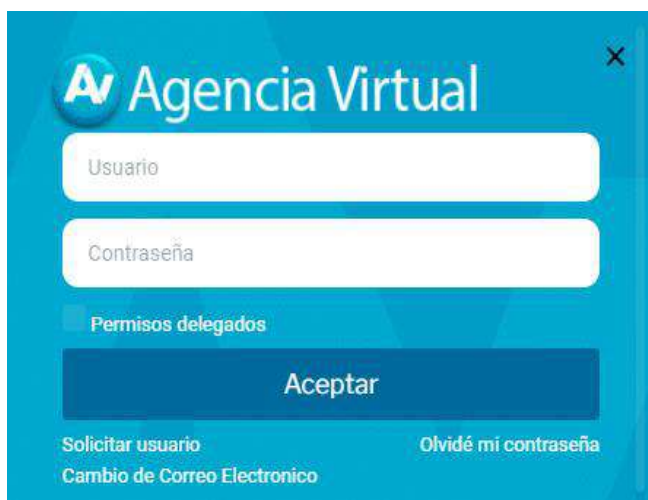 AV Agencia Virtual
Usuario
Contraseña
Permisos delegados
Aceptar
Solicitar usuario Olvidé mi contraseña
Cambio de Correo Electronico